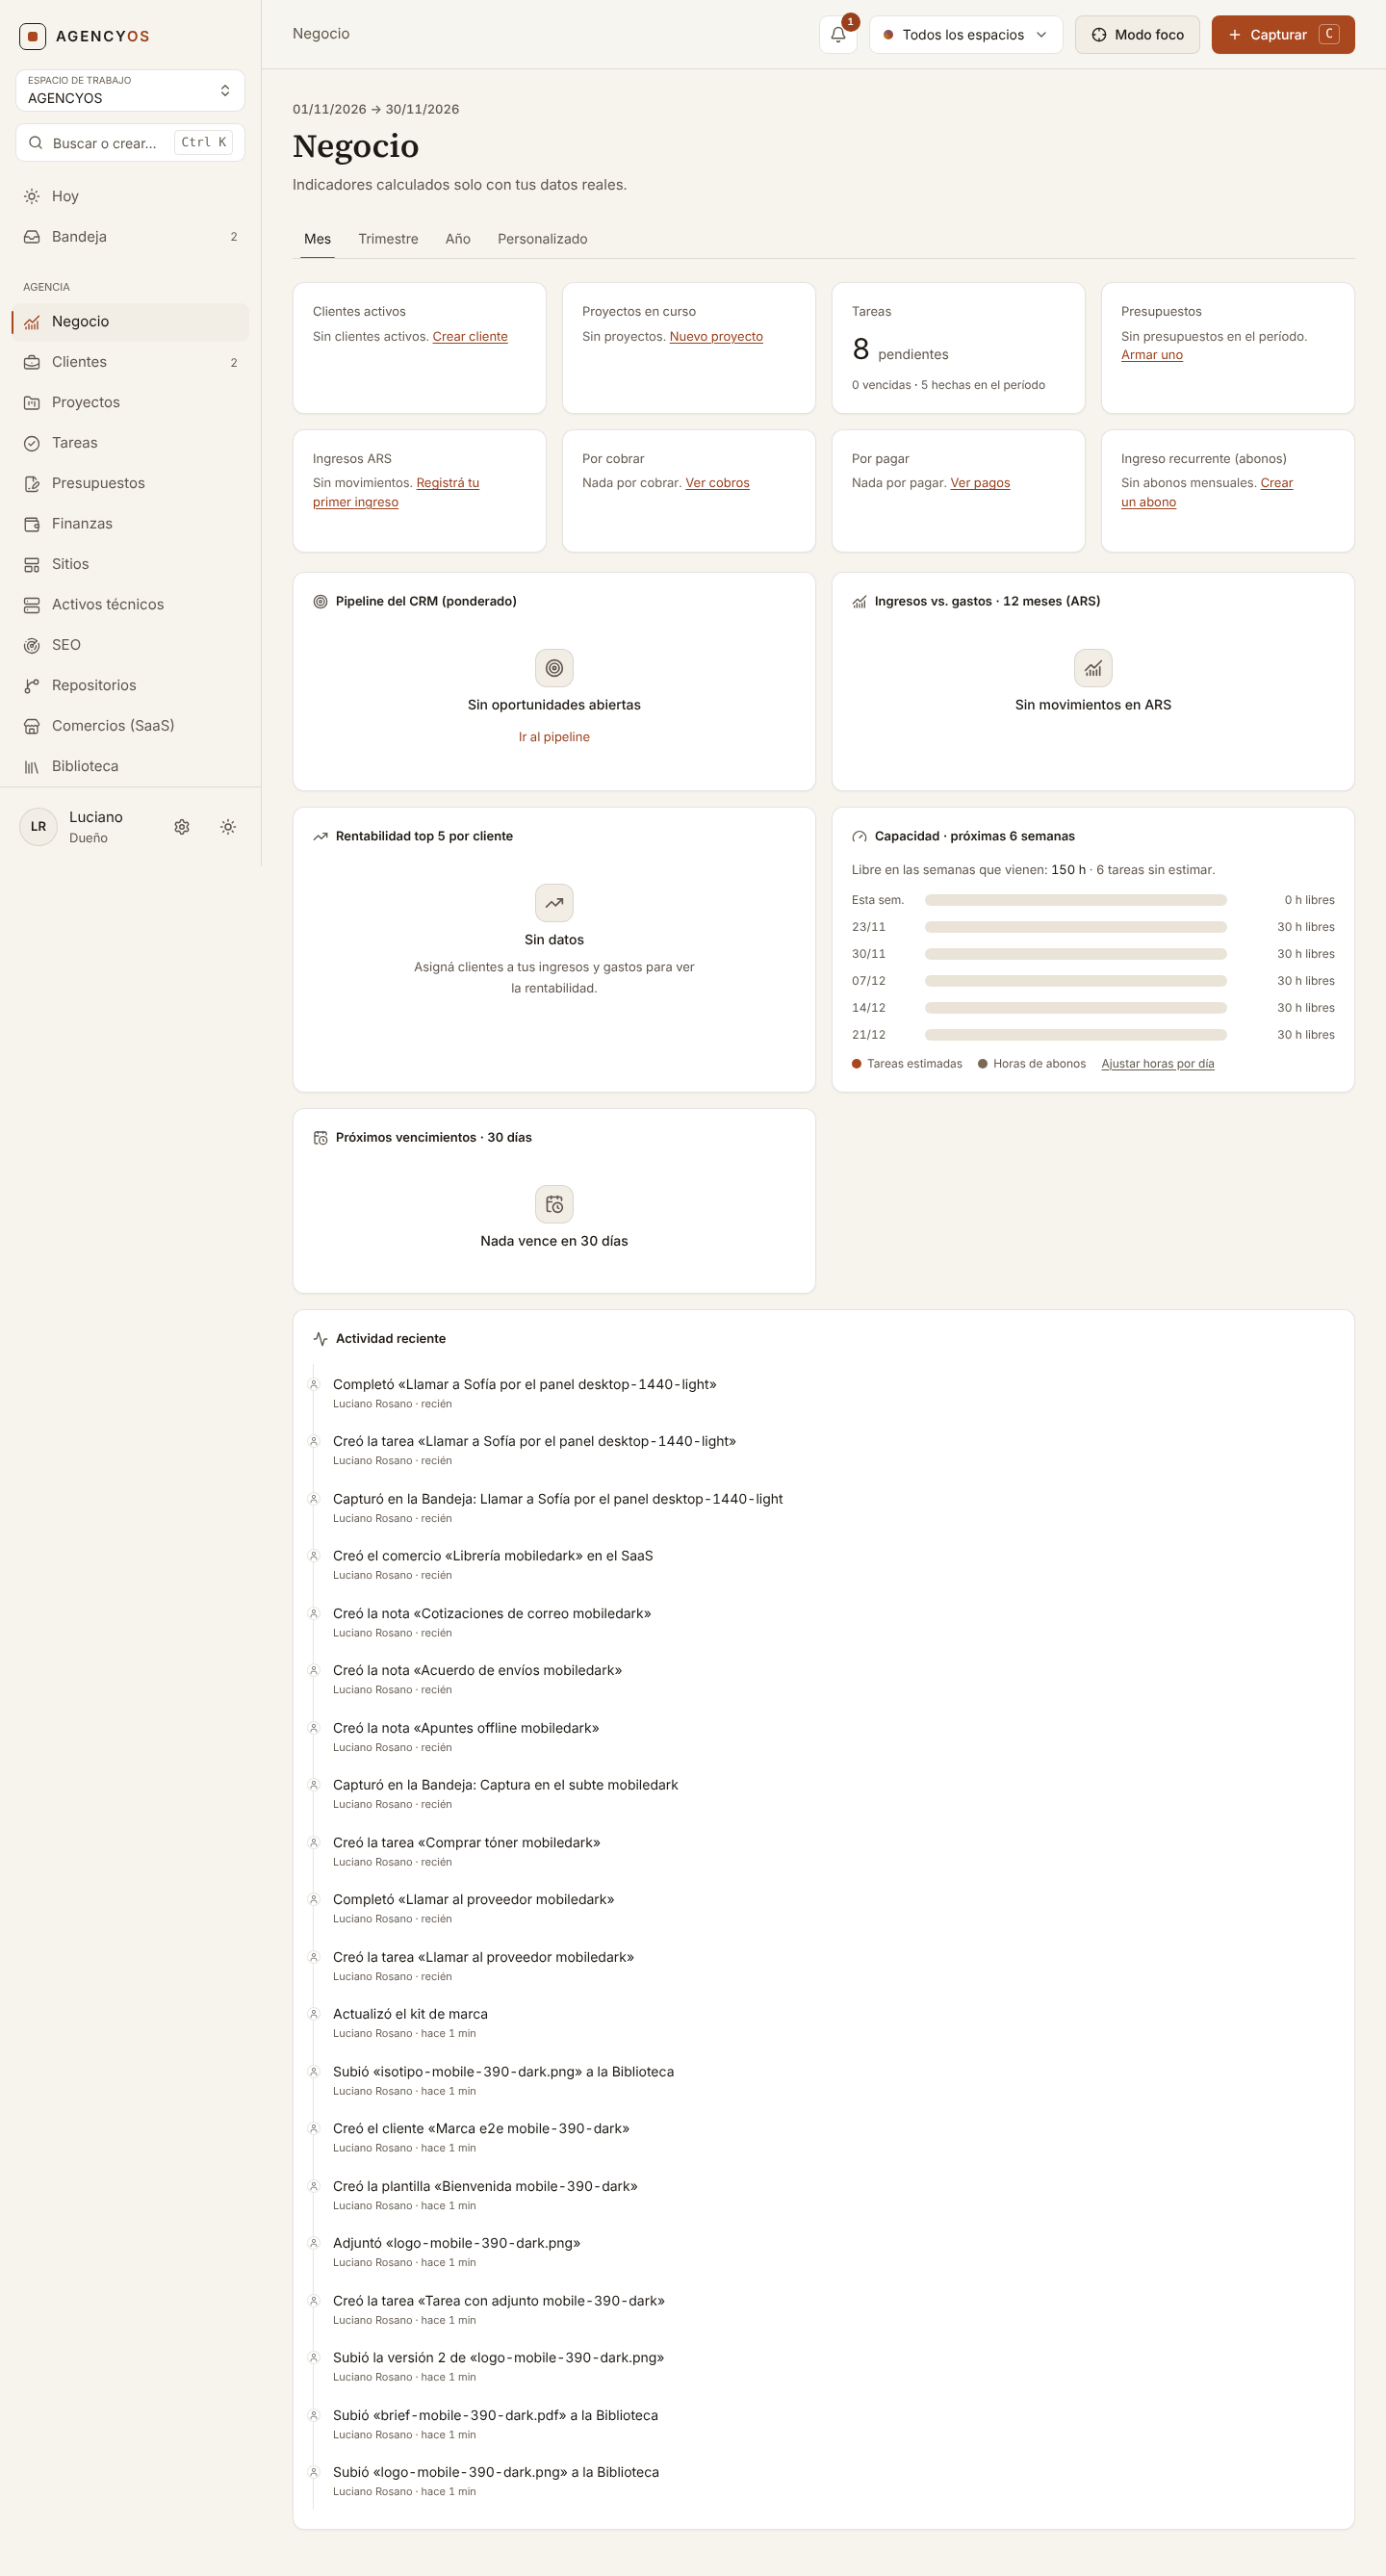 AGENCYOS
ESPACIO DE TRABAJO
AGENCYOS
Buscar o crear... Ctrl K
Hoy
Bandeja 2
AGENCIA
Negocio
Clientes 2
Proyectos
Tareas
Presupuestos
Finanzas
Sitios
Activos técnicos
SEO
Repositorios
Comercios (SaaS)
Biblioteca
LR
Luciano
Dueño
Negocio
1
Todos los espacios
Modo foco
Capturar C
01/11/2026 → 30/11/2026
Negocio
Indicadores calculados solo con tus datos reales.
Mes Trimestre Año Personalizado
Clientes activos
Sin clientes activos. Crear cliente
Proyectos en curso
Sin proyectos. Nuevo proyecto
Tareas
8 pendientes
0 vencidas · 5 hechas en el período
Presupuestos
Sin presupuestos en el período.
Armar uno
Ingresos ARS
Sin movimientos. Registrá tu
primer ingreso
Por cobrar
Nada por cobrar. Ver cobros
Por pagar
Nada por pagar. Ver pagos
Ingreso recurrente (abonos)
Sin abonos mensuales. Crear
un abono
Pipeline del CRM (ponderado)
Sin oportunidades abiertas
Ir al pipeline
Ingresos vs. gastos · 12 meses (ARS)
Sin movimientos en ARS
Rentabilidad top 5 por cliente
Sin datos
Asigná clientes a tus ingresos y gastos para ver
la rentabilidad.
Capacidad · próximas 6 semanas
Libre en las semanas que vienen: 150 h · 6 tareas sin estimar.
Esta sem. 0 h libres
23/11 30 h libres
30/11 30 h libres
07/12 30 h libres
14/12 30 h libres
21/12 30 h libres
Tareas estimadas Horas de abonos Ajustar horas por día
Próximos vencimientos · 30 días
Nada vence en 30 días
Actividad reciente
Completó «Llamar a Sofía por el panel desktop-1440-light»
Luciano Rosano · recién
Creó la tarea «Llamar a Sofía por el panel desktop-1440-light»
Luciano Rosano · recién
Capturó en la Bandeja: Llamar a Sofía por el panel desktop-1440-light
Luciano Rosano · recién
Creó el comercio «Librería mobiledark» en el SaaS
Luciano Rosano · recién
Creó la nota «Cotizaciones de correo mobiledark»
Luciano Rosano · recién
Creó la nota «Acuerdo de envíos mobiledark»
Luciano Rosano · recién
Creó la nota «Apuntes offline mobiledark»
Luciano Rosano · recién
Capturó en la Bandeja: Captura en el subte mobiledark
Luciano Rosano · recién
Creó la tarea «Comprar tóner mobiledark»
Luciano Rosano · recién
Completó «Llamar al proveedor mobiledark»
Luciano Rosano · recién
Creó la tarea «Llamar al proveedor mobiledark»
Luciano Rosano · recién
Actualizó el kit de marca
Luciano Rosano · hace 1 min
Subió «isotipo-mobile-390-dark.png» a la Biblioteca
Luciano Rosano · hace 1 min
Creó el cliente «Marca e2e mobile-390-dark»
Luciano Rosano · hace 1 min
Creó la plantilla «Bienvenida mobile-390-dark»
Luciano Rosano · hace 1 min
Adjuntó «logo-mobile-390-dark.png»
Luciano Rosano · hace 1 min
Creó la tarea «Tarea con adjunto mobile-390-dark»
Luciano Rosano · hace 1 min
Subió la versión 2 de «logo-mobile-390-dark.png»
Luciano Rosano · hace 1 min
Subió «brief-mobile-390-dark.pdf» a la Biblioteca
Luciano Rosano · hace 1 min
Subió «logo-mobile-390-dark.png» a la Biblioteca
Luciano Rosano · hace 1 min